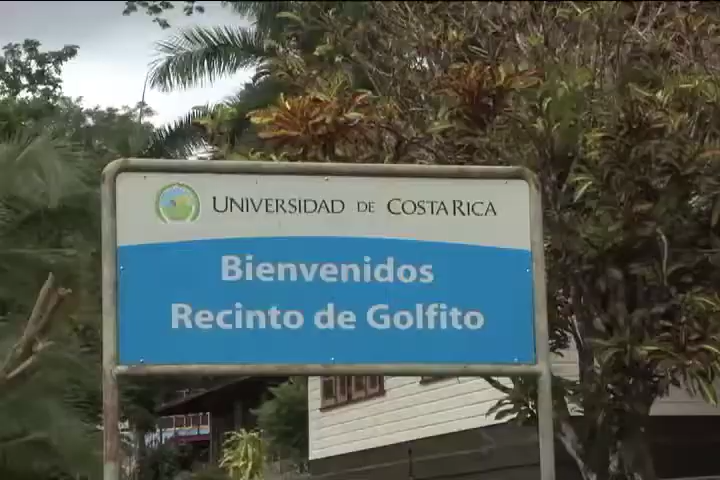 UNIVERSIDAD DE COSTA RICA
Bienvenidos
Recinto de Golfito